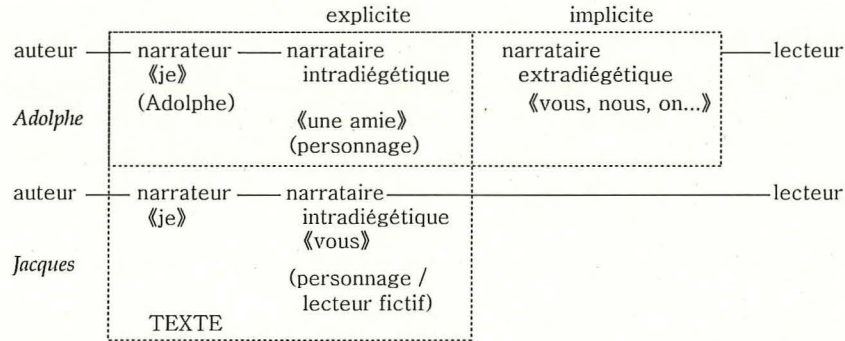 explicite implicite
auteur narrateur narrataire narrataire lecteur
《je》 intradiégétique extradiégétique
(Adolphe) 《vous, nous, on...》
Adolphe 《une amie》
(personnage)
auteur narrateur narrataire lecteur
《je》 intradiégétique
《vous》
Jacques (personnage /
lecteur fictif)
TEXTE